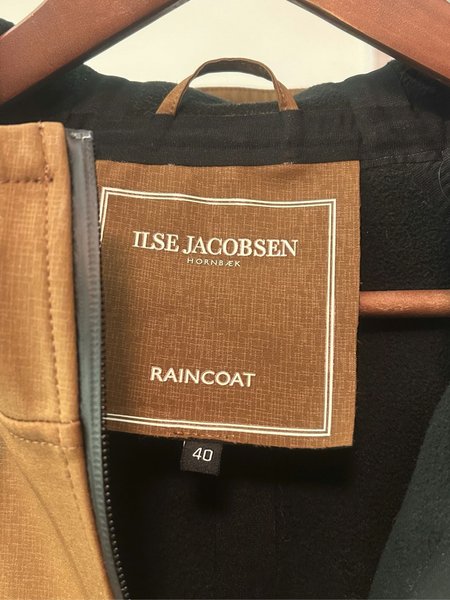 ILSE JACOBSEN
HORNBÆK
RAINCOAT
40